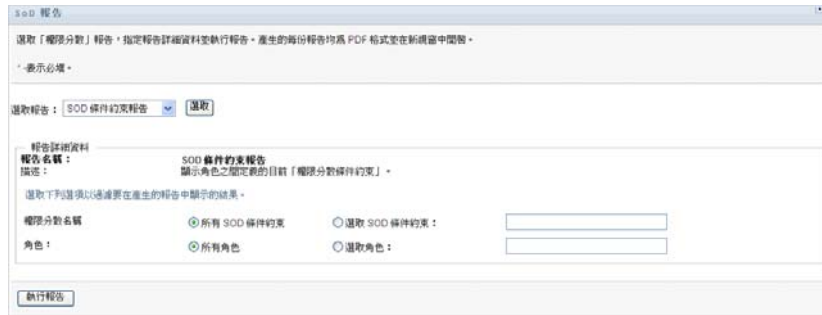 SoD 報告
選取「權限分數」報告，指定報告詳細資料並執行報告。產生的每份報告均為 PDF 格式並在新視窗中開啟。
* -表示必填。
選取報告： SOD 條件約束報告 選取
報告詳細資料
報告名稱： SOD 條件約束報告
描述： 顯示角色之間定義的目前「權限分數條件約束」。
選取下列選項以過濾要在產生的報告中顯示的結果。
權限分數名稱 所有 SOD 條件約束 選取 SOD 條件約束：
角色： 所有角色 選取角色：
執行報告